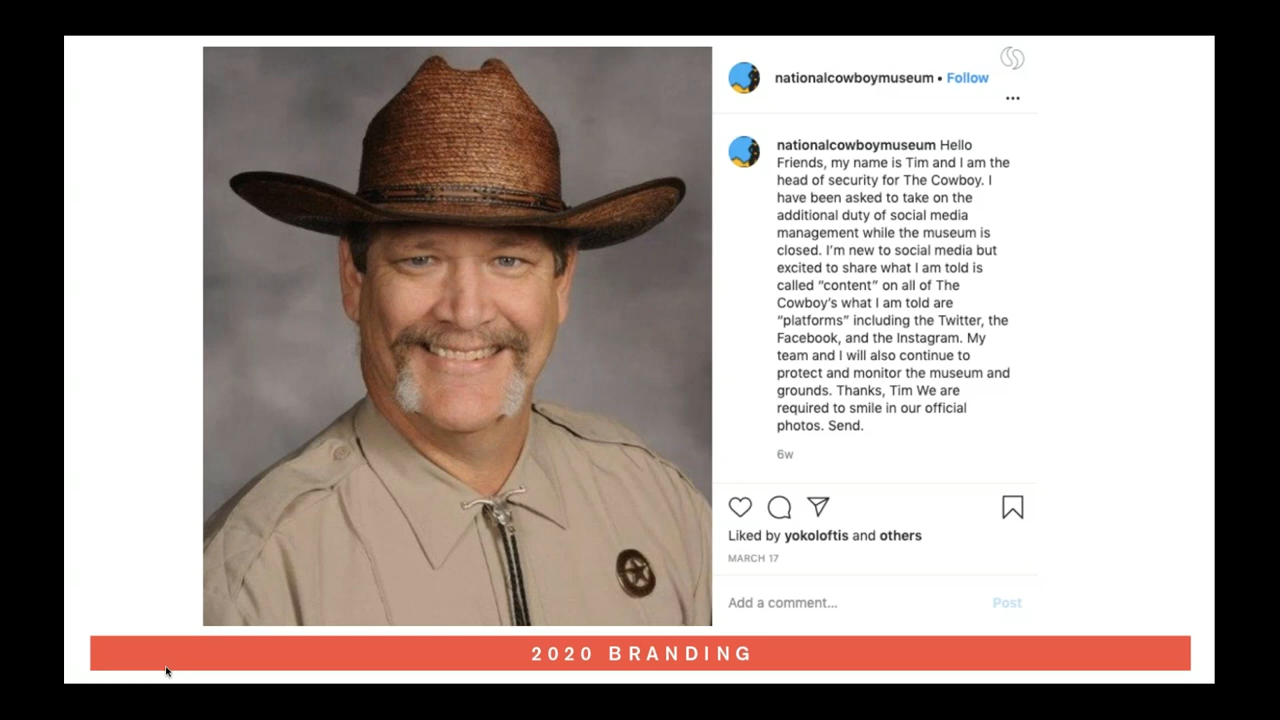 nationalcowboymuseum • Follow
nationalcowboymuseum Hello
Friends, my name is Tim and I am the
head of security for The Cowboy. I
have been asked to take on the
additional duty of social media
management while the museum is
closed. I'm new to social media but
excited to share what I am told is
called “content” on all of The
Cowboy's what I am told are
“platforms” including the Twitter, the
Facebook, and the Instagram. My
team and I will also continue to
protect and monitor the museum and
grounds. Thanks, Tim We are
required to smile in our official
photos. Send.
6w
Liked by yokoloftis and others
MARCH 17
Add a comment... Post
2020 BRANDING